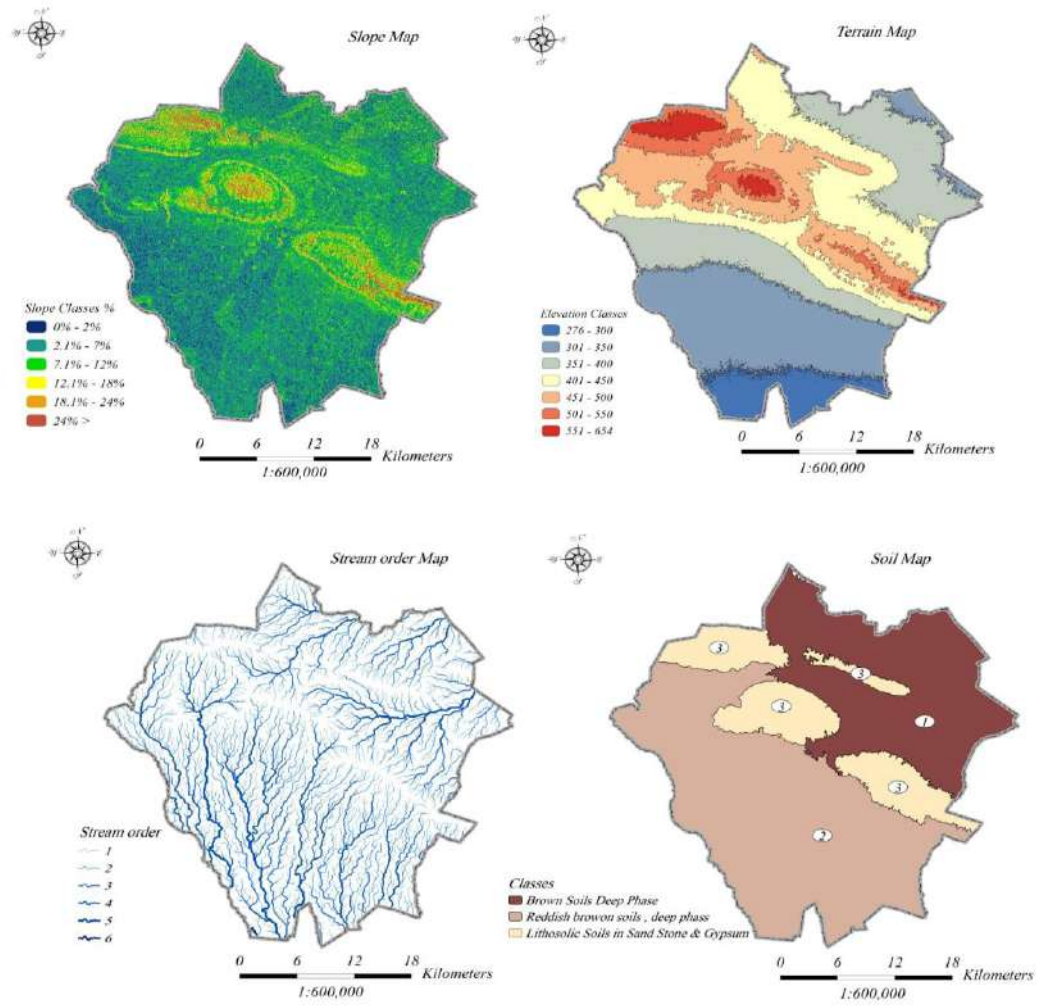 Slope Map
N
W
E
S
Slope Classes %
0% - 2%
2.1% - 7%
7.1% - 12%
12.1% - 18%
18.1% - 24%
24% >
0 6 12 18
Kilometers
1:600,000
Terrain Map
N
W
E
S
Elevation Classes
276 - 300
301 - 350
351 - 400
401 - 450
451 - 500
501 - 550
551 - 654
0 6 12 18
Kilometers
1:600,000
Stream order Map
N
W
E
S
Stream order
1
2
3
4
5
6
0 6 12 18
Kilometers
1:600,000
Soil Map
N
W
E
S
3
3
3
1
3
2
Classes
Brown Soils Deep Phase
Reddish browon soils , deep phass
Lithosolic Soils in Sand Stone & Gypsum
0 6 12 18
Kilometers
1:600,000